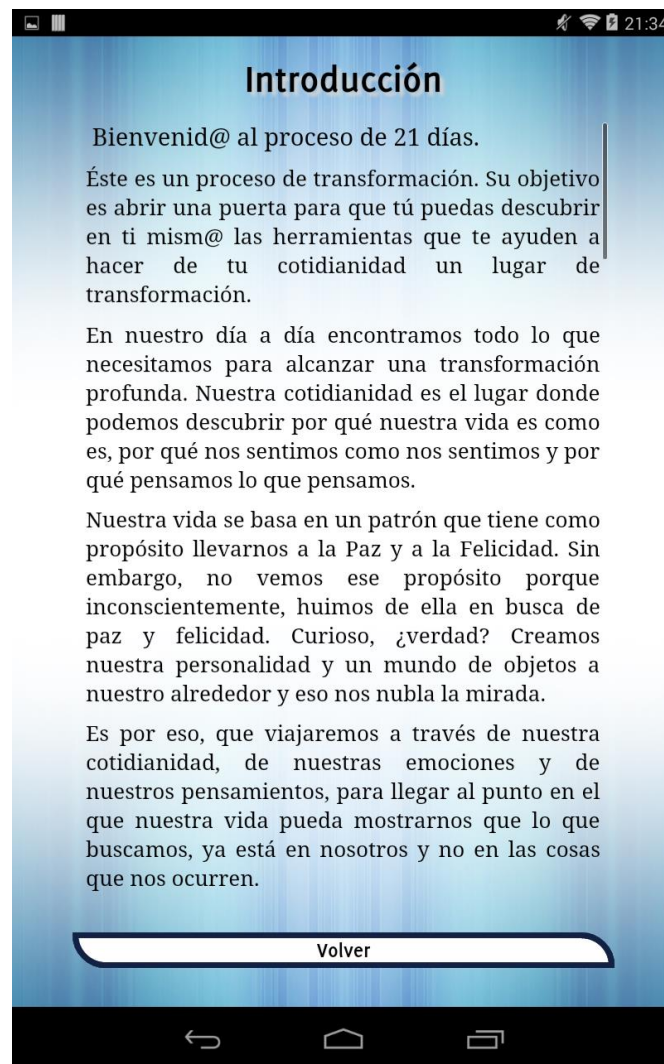 21:34
Introducción
Bienvenid@ al proceso de 21 días.
Éste es un proceso de transformación. Su objetivo
es abrir una puerta para que tú puedas descubrir
en ti mism@ las herramientas que te ayuden a
hacer de tu cotidianidad un lugar de
transformación.
En nuestro día a día encontramos todo lo que
necesitamos para alcanzar una transformación
profunda. Nuestra cotidianidad es el lugar donde
podemos descubrir por qué nuestra vida es como
es, por qué nos sentimos como nos sentimos y por
qué pensamos lo que pensamos.
Nuestra vida se basa en un patrón que tiene como
propósito llevarnos a la Paz y a la Felicidad. Sin
embargo, no vemos ese propósito porque
inconscientemente, huimos de ella en busca de
paz y felicidad. Curioso, ¿verdad? Creamos
nuestra personalidad y un mundo de objetos a
nuestro alrededor y eso nos nubla la mirada.
Es por eso, que viajaremos a través de nuestra
cotidianidad, de nuestras emociones y de
nuestros pensamientos, para llegar al punto en el
que nuestra vida pueda mostrarnos que lo que
buscamos, ya está en nosotros y no en las cosas
que nos ocurren.
Volver